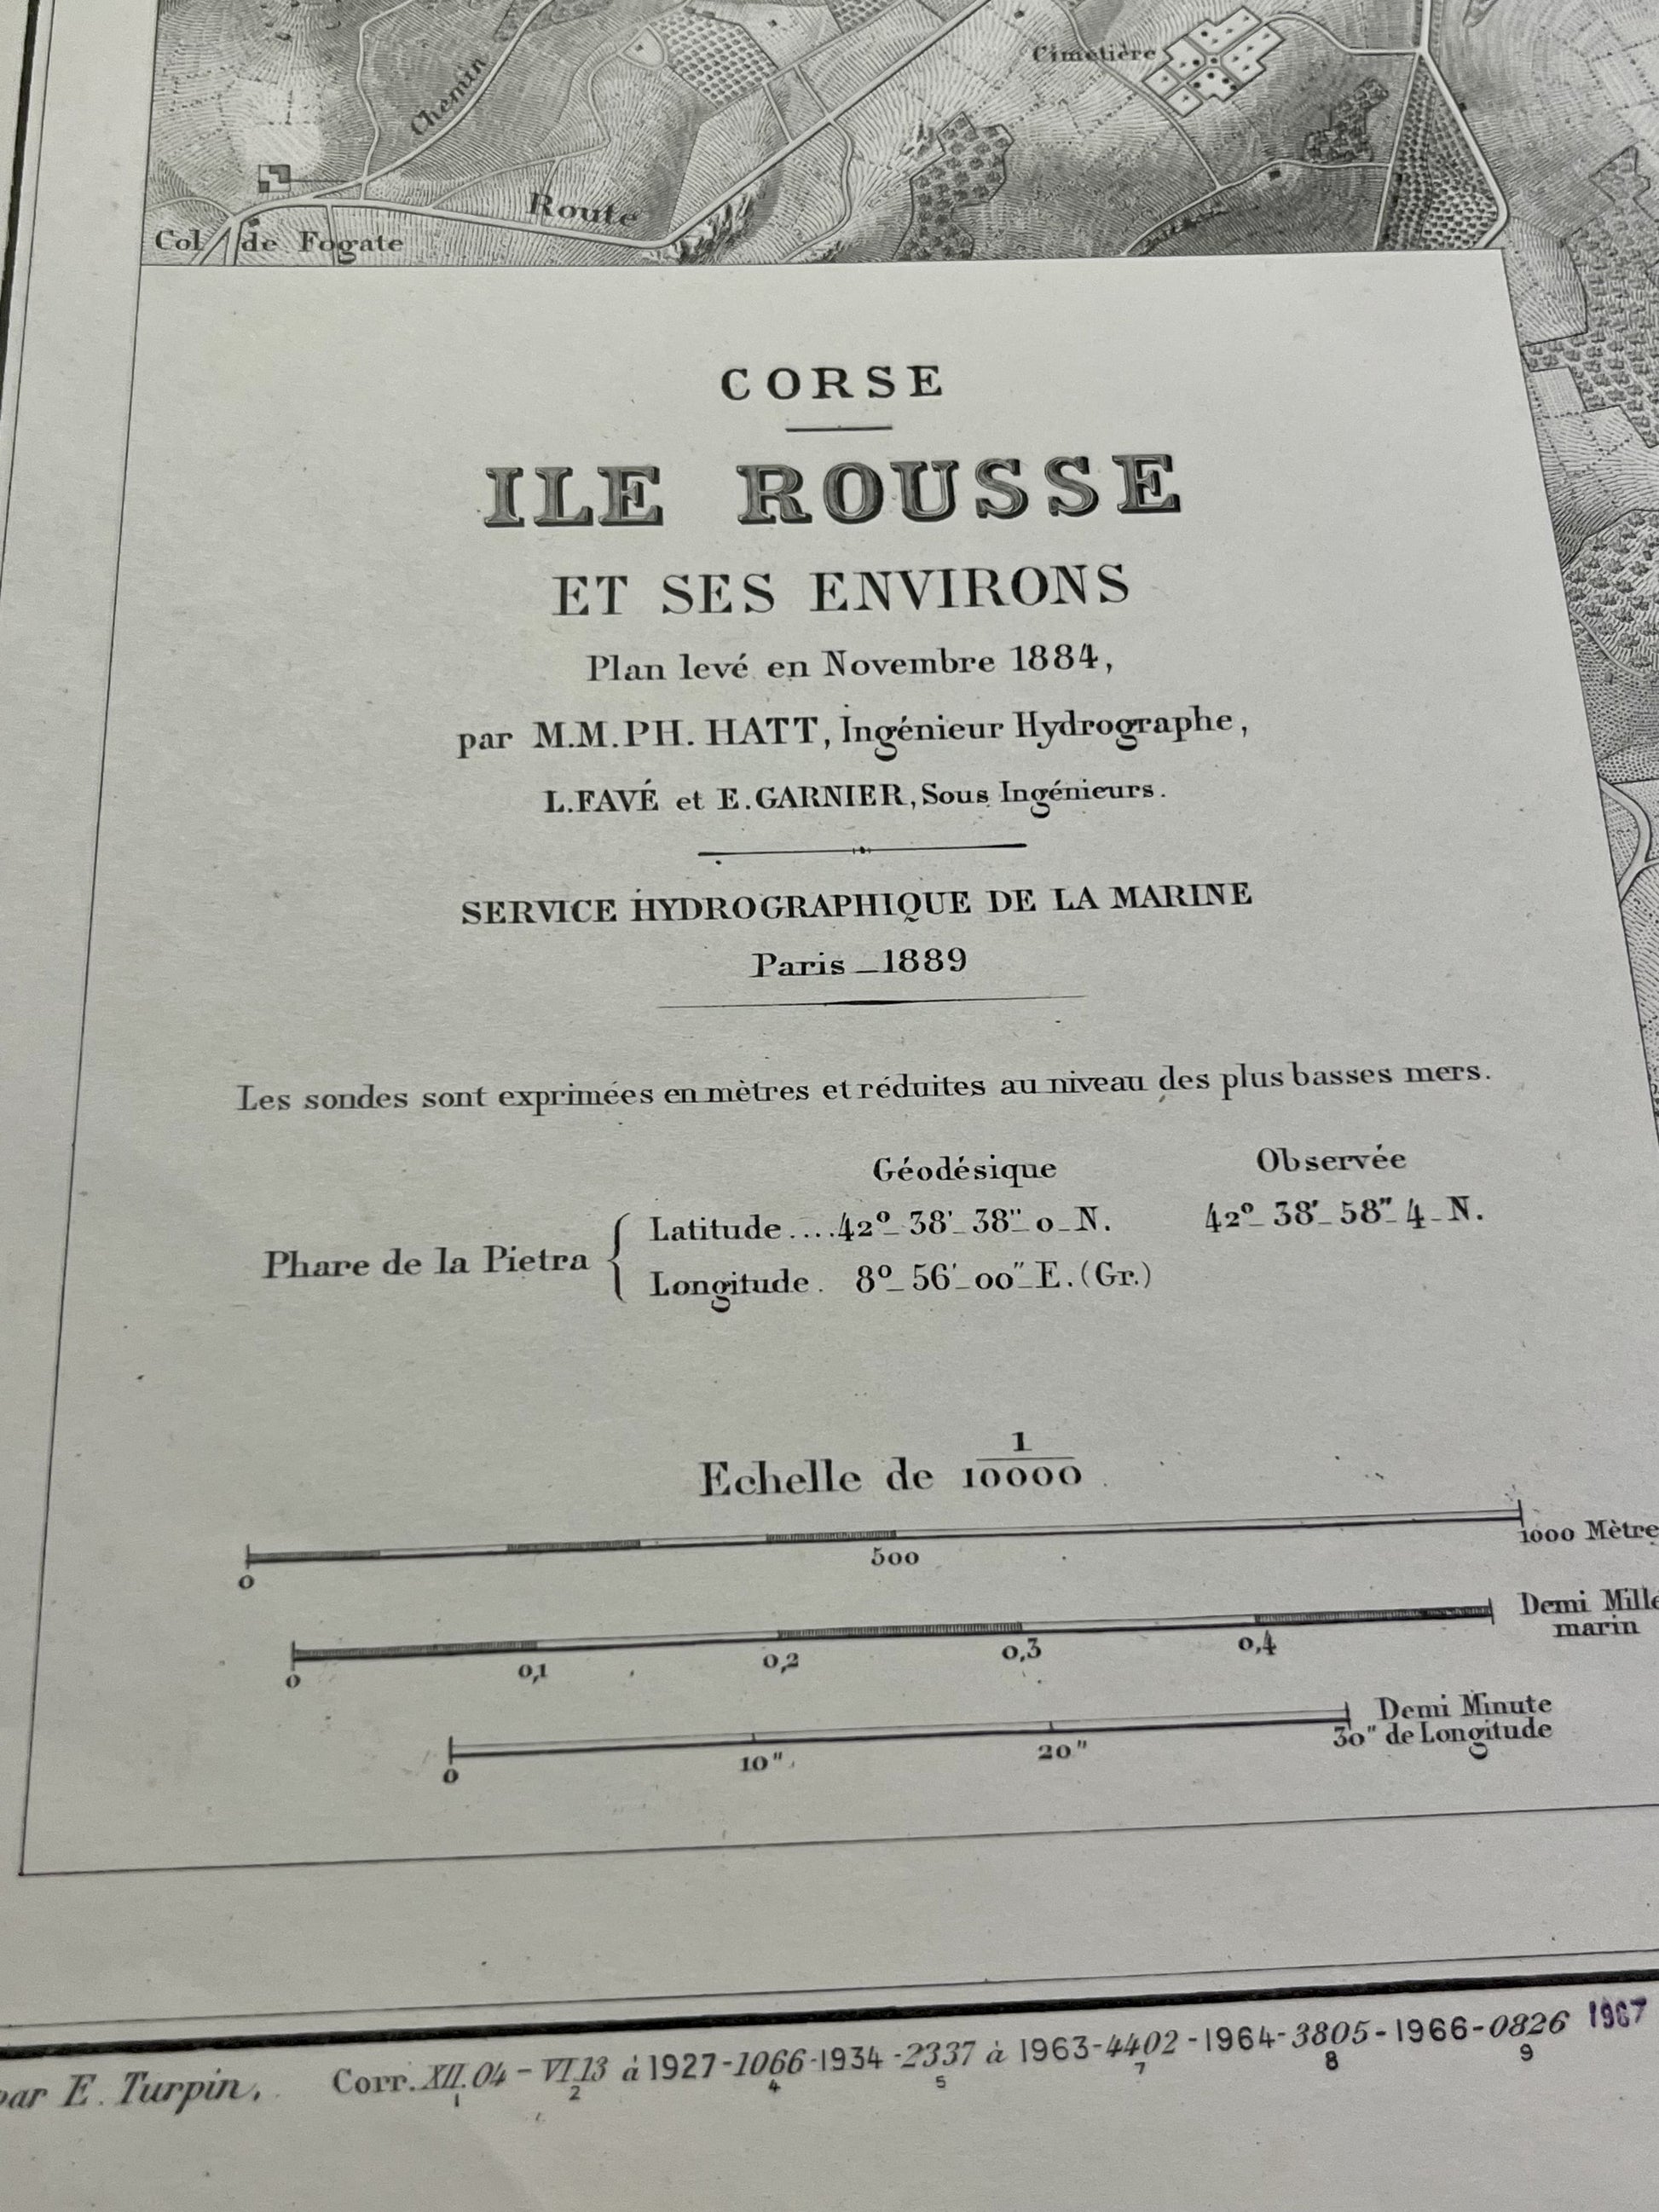 Cimetière
Chemin
Route
Col de Fogate
CORSE
ILE ROUSSE
ET SES ENVIRONS
Plan levé en Novembre 1884,
par M.M.PH. HATT, Ingénieur Hydrographe,
L.FAVÉ et E.GARNIER, Sous Ingénieurs.
SERVICE HYDROGRAPHIQUE DE LA MARINE
Paris _ 1889
Les sondes sont exprimées en mètres et réduites au niveau des plus basses mers.
Géodésique Observée
Latitude....42°_ 38'_ 38"_ 0_ N. 42°_ 38'_ 58"_ 4_ N.
Phare de la Pietra
Longitude. 8°_ 56'_ 00"_ E. (Gr.)
Echelle de 1/10000
0 500 1000 Mètre
0 0,1 0,2 0,3 0,4 Demi Mille
marin
0 10" 20" 30" Demi Minute
de Longitude
par E. Turpin. Corr. XII.04 - VI.13 à 1927-1066-1934-2337 à 1963-4402-1964-3805-1966-0826 1967
1 2 4 5 7 8 9